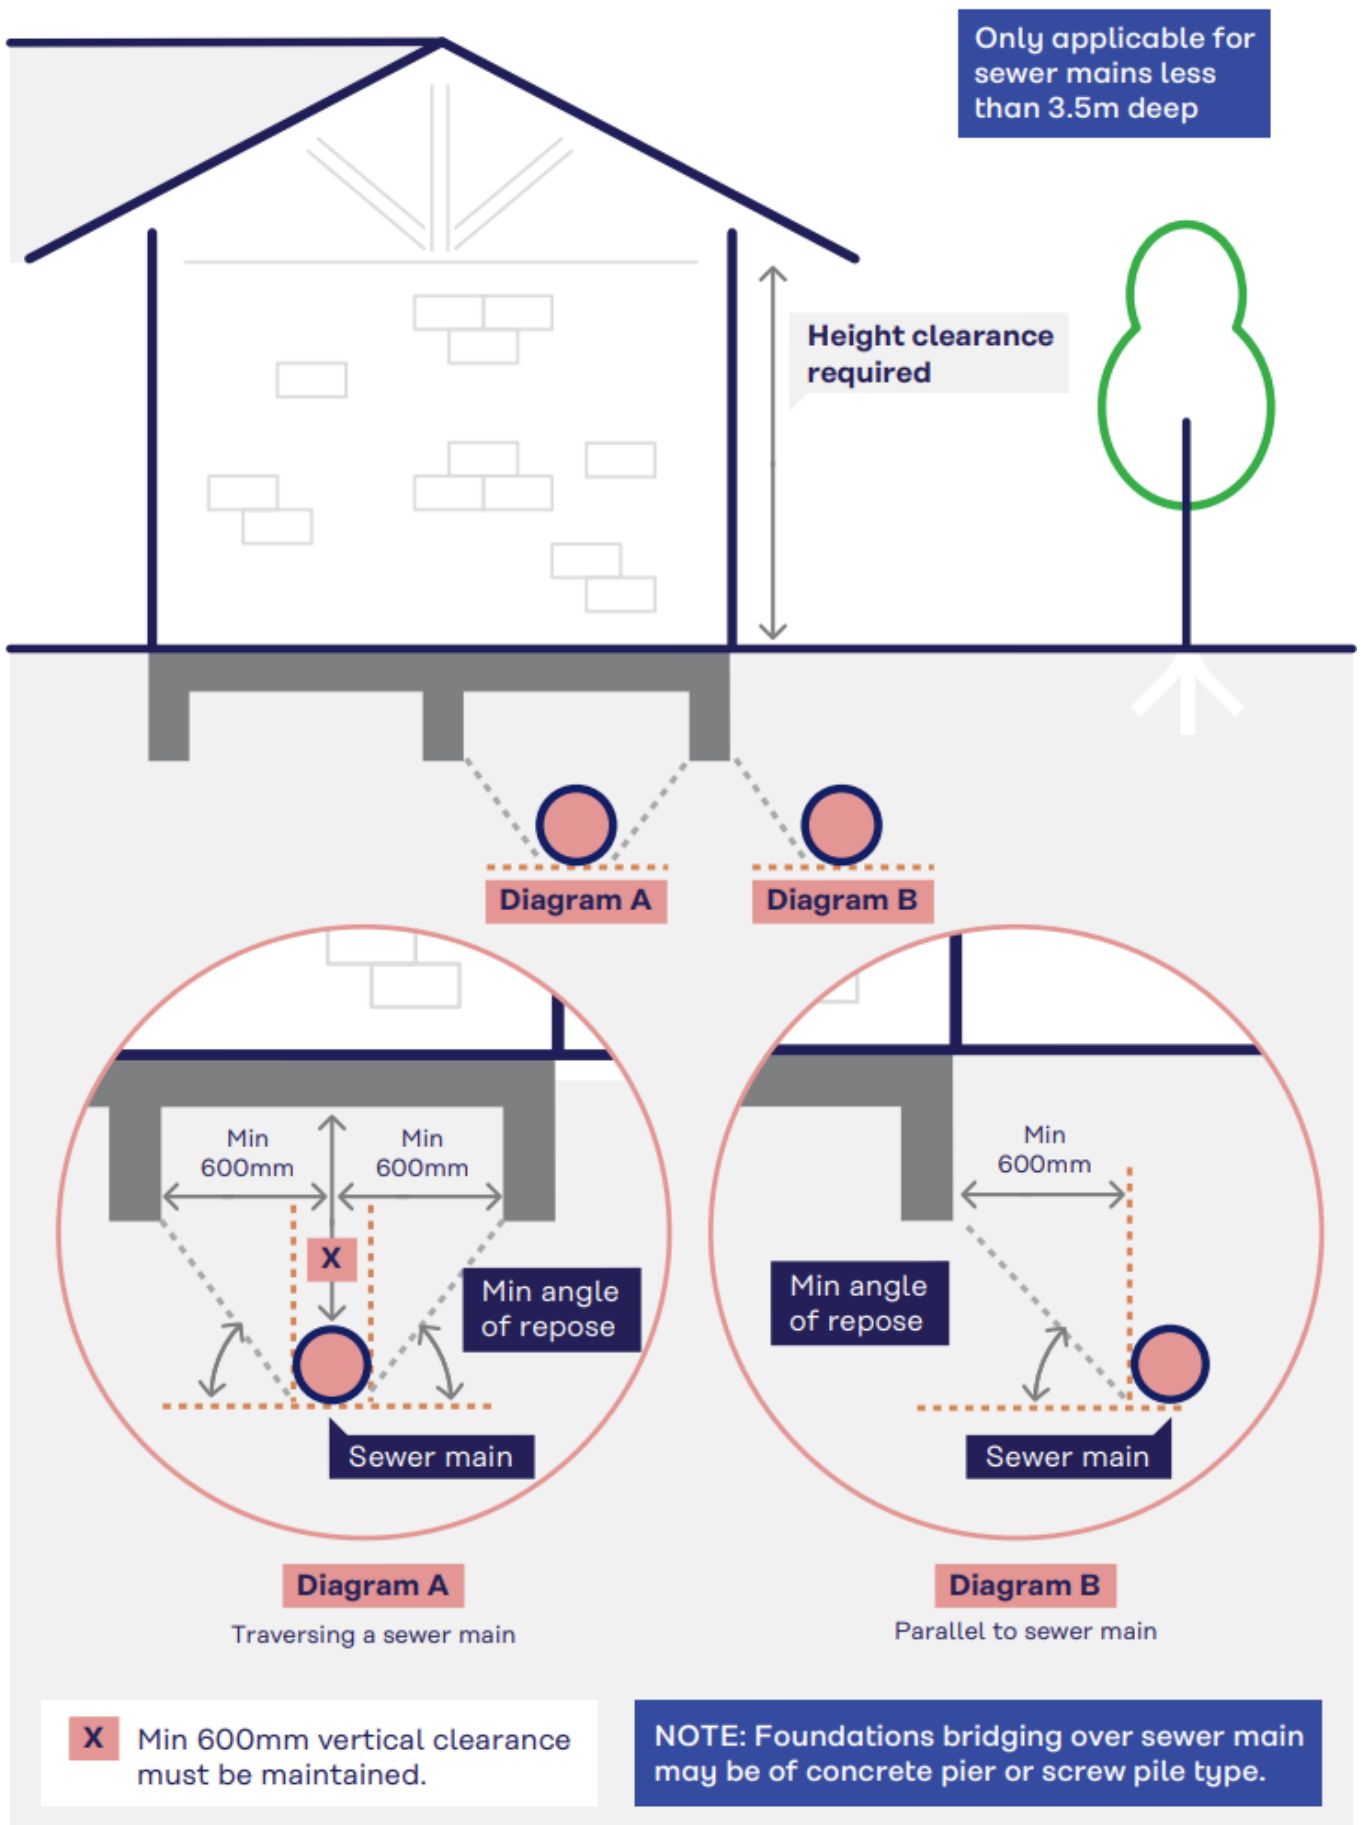 Only applicable for
sewer mains less
than 3.5m deep
Height clearance
required
Diagram A
Diagram B
Min
600mm
Min
600mm
X
Min angle
of repose
Sewer main
Min
600mm
Min angle
of repose
Sewer main
Diagram A
Traversing a sewer main
Diagram B
Parallel to sewer main
X
Min 600mm vertical clearance
must be maintained.
NOTE: Foundations bridging over sewer main
may be of concrete pier or screw pile type.